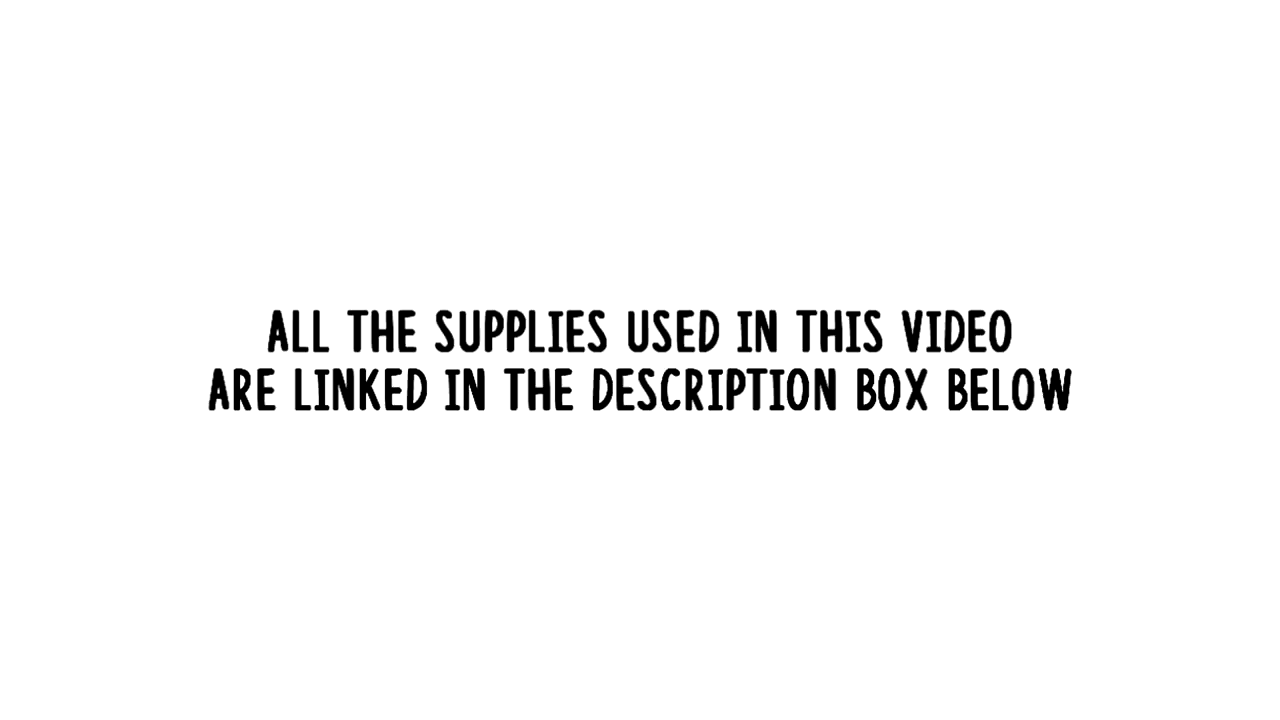 ALL THE SUPPLIES USED IN THIS VIDEO
ARE LINKED IN THE DESCRIPTION BOX BELOW